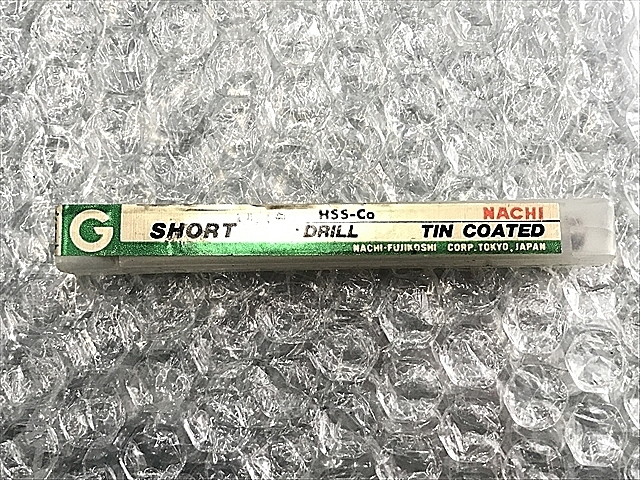 G
HSS-Co
NACHI
SHORT DRILL TIN COATED
NACHI-FUJIKOSHI CORP.TOKYO,JAPAN